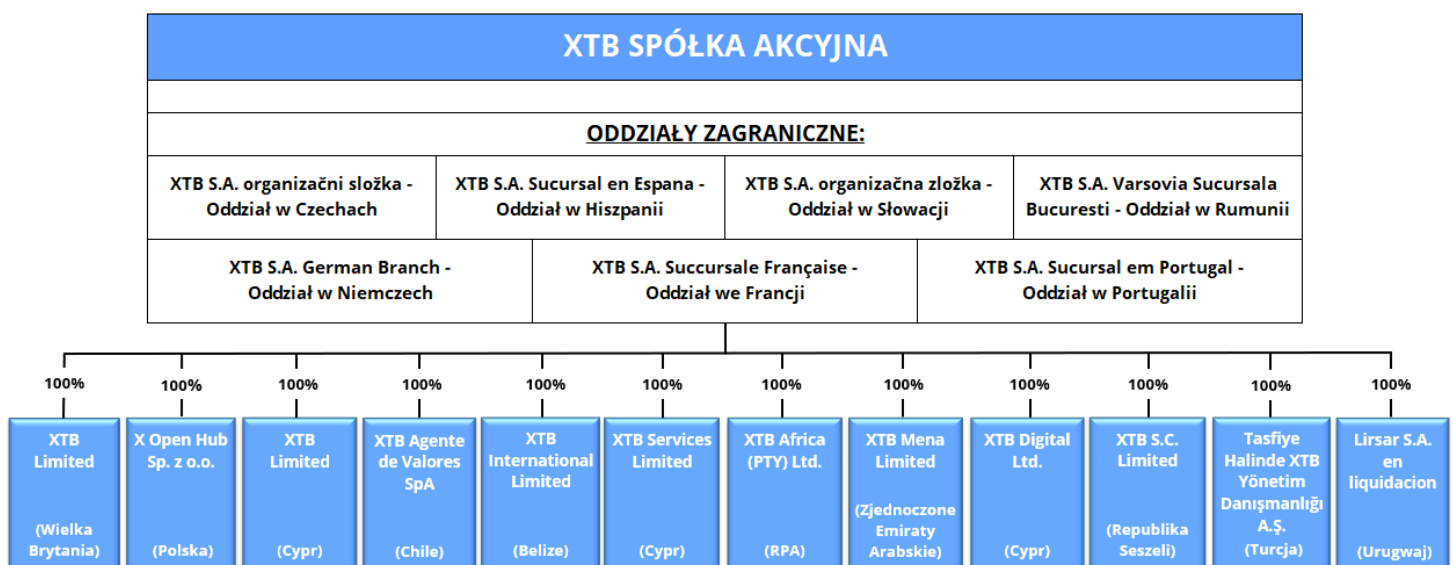 XTB SPÓŁKA AKCYJNA
ODDZIAŁY ZAGRANICZNE:
XTB S.A. organizačni složka -
Oddział w Czechach
XTB S.A. Sucursal en Espana -
Oddział w Hiszpanii
XTB S.A. organizačna zložka -
Oddział w Słowacji
XTB S.A. Varsovia Sucursala
Bucuresti - Oddział w Rumunii
XTB S.A. German Branch -
Oddział w Niemczech
XTB S.A. Succursale Française -
Oddział we Francji
XTB S.A. Sucursal em Portugal -
Oddział w Portugalii
100%
100%
100%
100%
100%
100%
100%
100%
100%
100%
100%
100%
XTB
Limited
(Wielka
Brytania)
X Open Hub
Sp. z o.o.
(Polska)
XTB
Limited
(Cypr)
XTB Agente
de Valores
SpA
(Chile)
XTB
International
Limited
(Belize)
XTB Services
Limited
(Cypr)
XTB Africa
(PTY) Ltd.
(RPA)
XTB Mena
Limited
(Zjednoczone
Emiraty
Arabskie)
XTB Digital
Ltd.
(Cypr)
XTB S.C.
Limited
(Republika
Seszeli)
Tasfiye
Halinde XTB
Yönetim
Danışmanlığı
A.Ş.
(Turcja)
Lirsar S.A.
en
liquidacion
(Urugwaj)